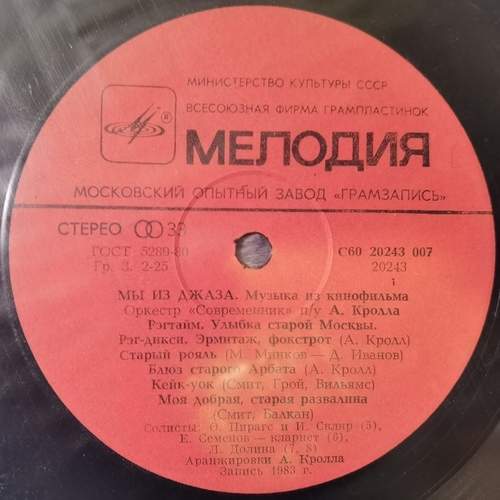 МИНИСТЕРСТВО КУЛЬТУРЫ СССР
ВСЕСОЮЗНАЯ ФИРМА ГРАМПЛАСТИНОК
МЕЛОДИЯ
МОСКОВСКИЙ ОПЫТНЫЙ ЗАВОД «ГРАМЗАПИСЬ»
СТЕРЕО 33
ГОСТ 5289-80
С60 20243 007
Гр. 3. 2-25
20243
1
МЫ ИЗ ДЖАЗА. Музыка из кинофильма
Оркестр «Современник» п/у А. Кролла
Рэгтайм. Улыбка старой Москвы.
Рэг-дикси. Эрмитаж, фокстрот (А. Кролл)
Старый рояль (М. Минков — Д. Иванов)
Блюз старого Арбата (А. Кролл)
Кейк-уок (Смит, Грой, Вильямс)
Моя добрая, старая развалина
(Смит, Балкан)
Солисты: О. Пирагс и И. Скляр (5),
Е. Семенов — кларнет (6),
Л. Долина (7, 8)
Аранжировки А. Кролла
Запись 1983 г.